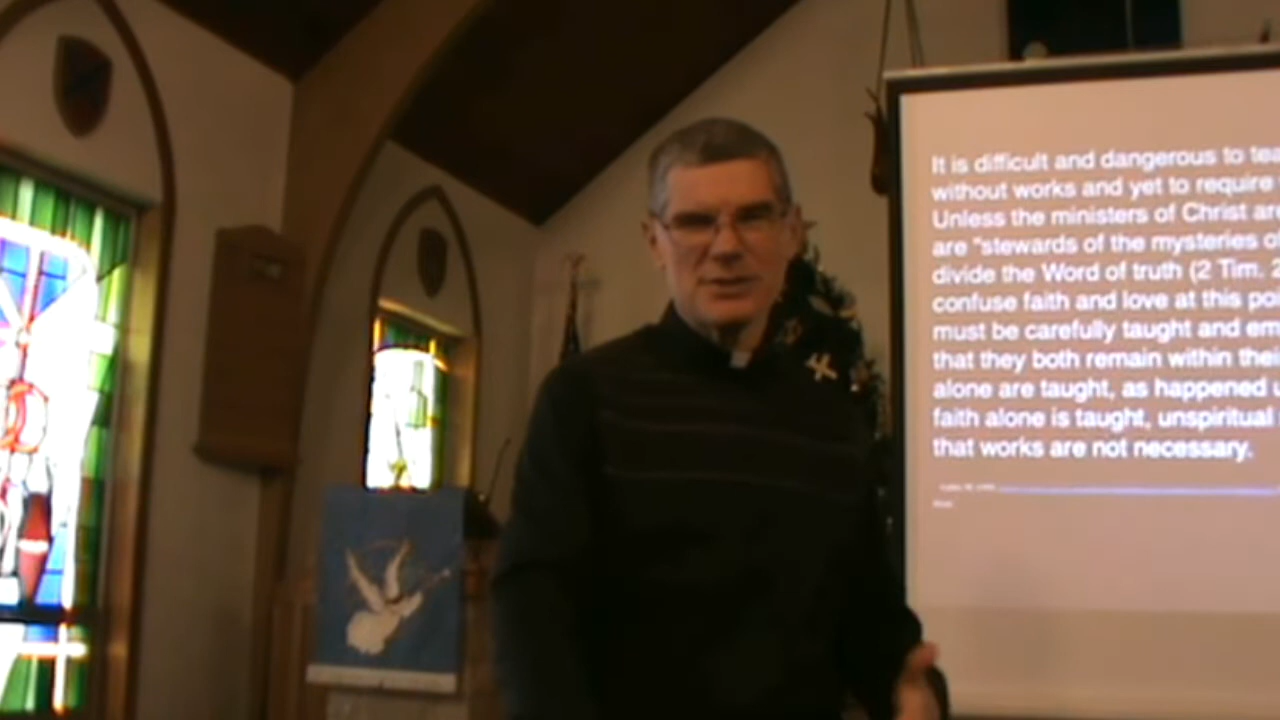 It is difficult and dangerous to tea
without works and yet to require
Unless the ministers of Christ ar
are "stewards of the mysteries o
divide the Word of truth (2 Tim. 2
confuse faith and love at this po
must be carefully taught and em
that they both remain within thei
alone are taught, as happened u
faith alone is taught, unspiritual
that works are not necessary.